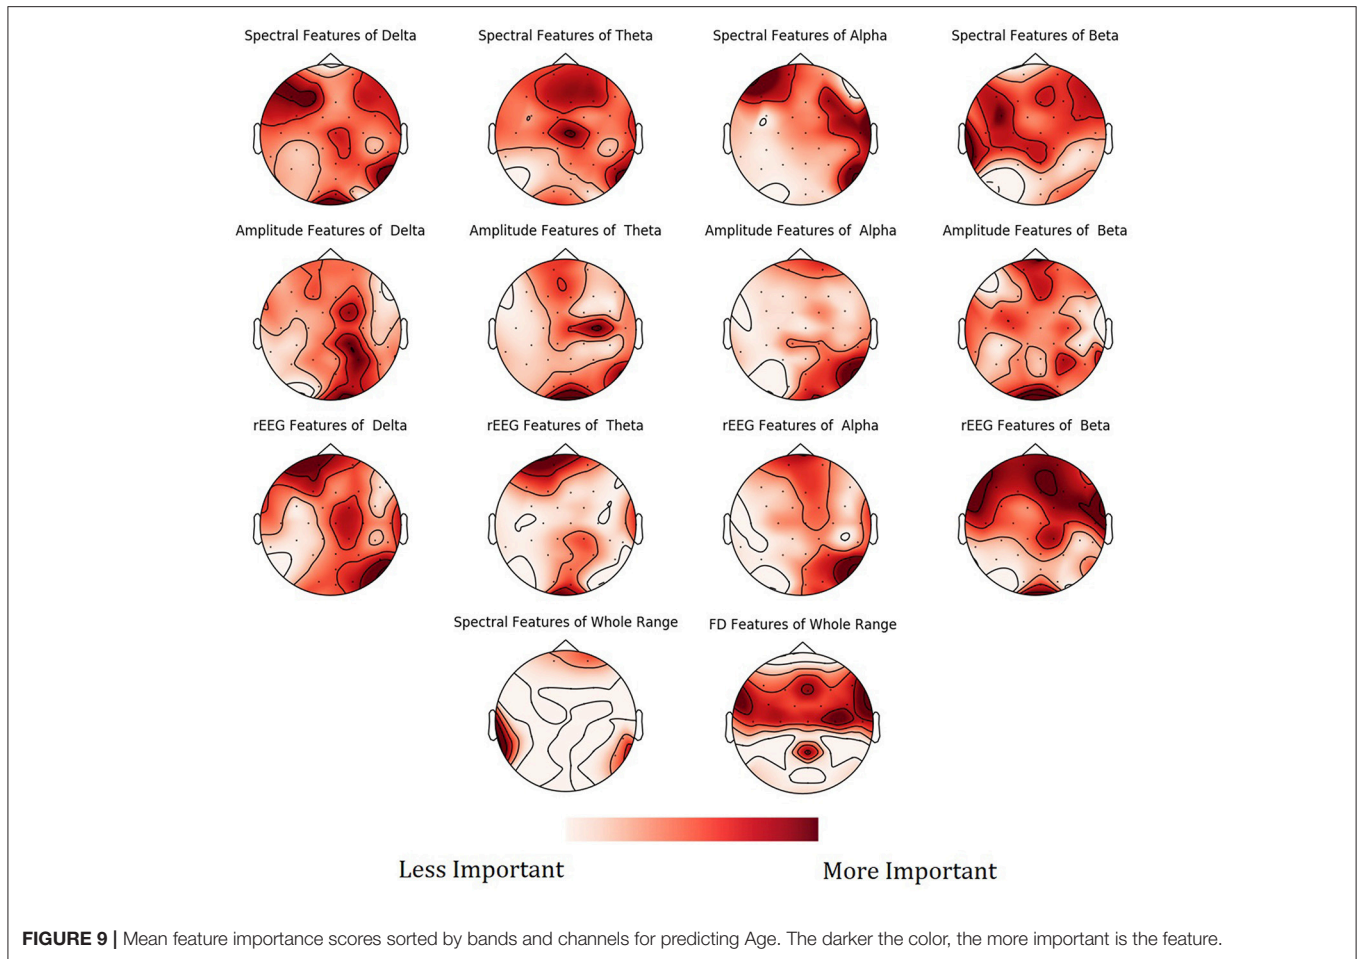 Spectral Features of Delta
Spectral Features of Theta
Spectral Features of Alpha
Spectral Features of Beta
Amplitude Features of  Delta
Amplitude Features of  Theta
Amplitude Features of  Alpha
Amplitude Features of  Beta
rEEG Features of  Delta
rEEG Features of  Theta
rEEG Features of  Alpha
rEEG Features of  Beta
Spectral Features of Whole Range
FD Features of Whole Range
Less Important
More Important
FIGURE 9 | Mean feature importance scores sorted by bands and channels for predicting Age. The darker the color, the more important is the feature.